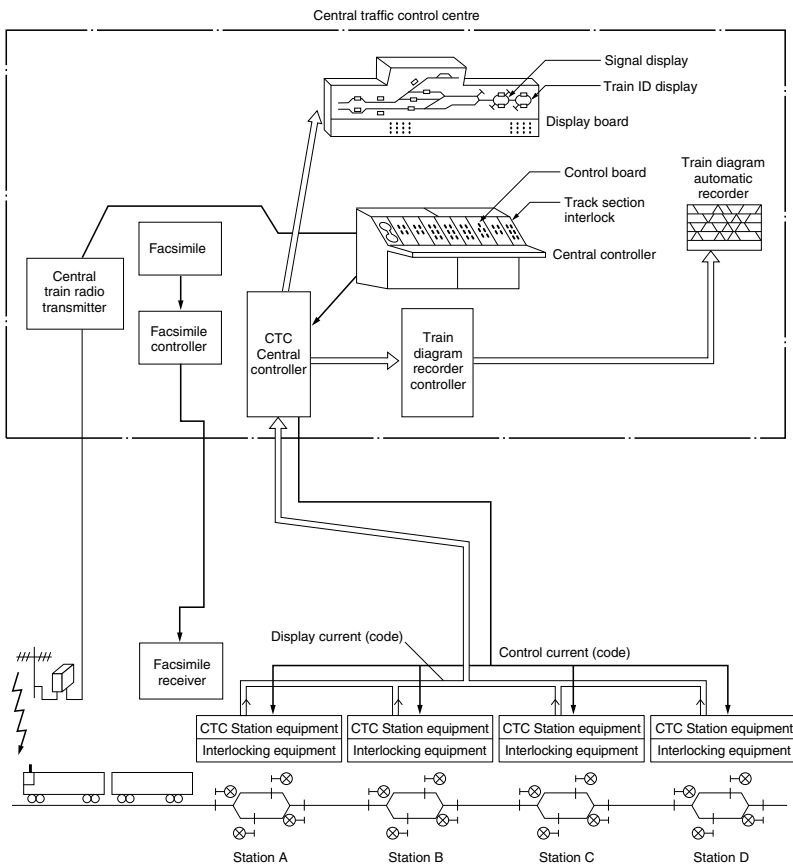 Central traffic control centre
Signal display
Train ID display
Display board
Control board
Track section
interlock
Central controller
Train diagram
automatic
recorder
Facsimile
Central
train radio
transmitter
Facsimile
controller
CTC
Central
controller
Train
diagram
recorder
controller
Display current (code)
Control current (code)
Facsimile
receiver
CTC Station equipment
Interlocking equipment
CTC Station equipment
Interlocking equipment
CTC Station equipment
Interlocking equipment
CTC Station equipment
Interlocking equipment
Station A
Station B
Station C
Station D